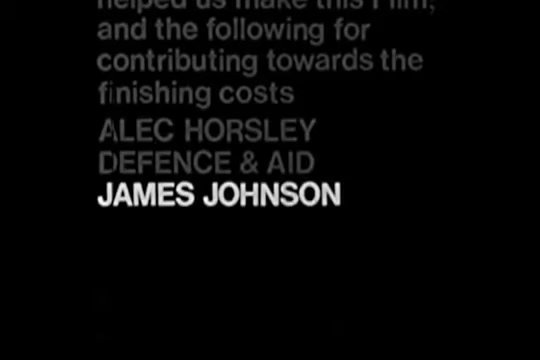 helped us make this Film,
and the following for
contributing towards the
finishing costs
ALEC HORSLEY
DEFENCE & AID
JAMES JOHNSON